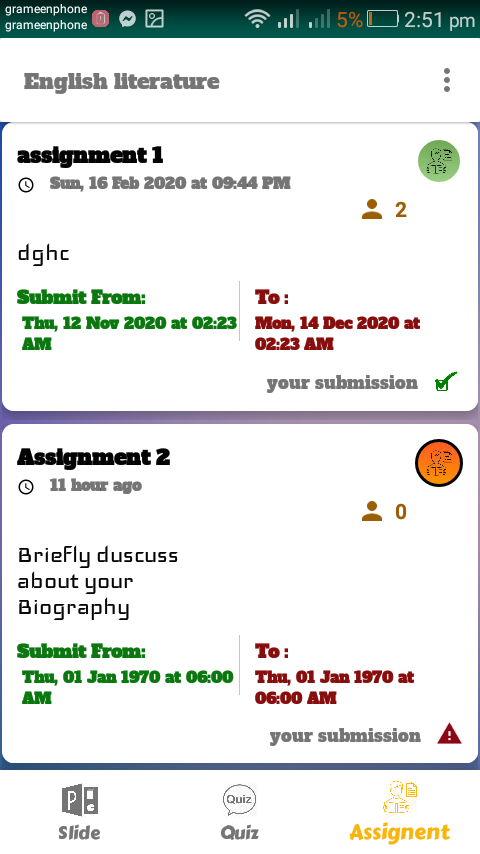 grameenphone
grameenphone
5% 2:51 pm
English literature
assignment 1
Sun, 16 Feb 2020 at 09:44 PM
2
dghc
Submit From:
To :
Thu, 12 Nov 2020 at 02:23
AM
Mon, 14 Dec 2020 at
02:23 AM
your submission
Assignment 2
11 hour ago
0
Briefly duscuss
about your
Biography
Submit From:
To :
Thu, 01 Jan 1970 at 06:00
AM
Thu, 01 Jan 1970 at
06:00 AM
your submission
Quiz
Slide
Quiz
Assignent